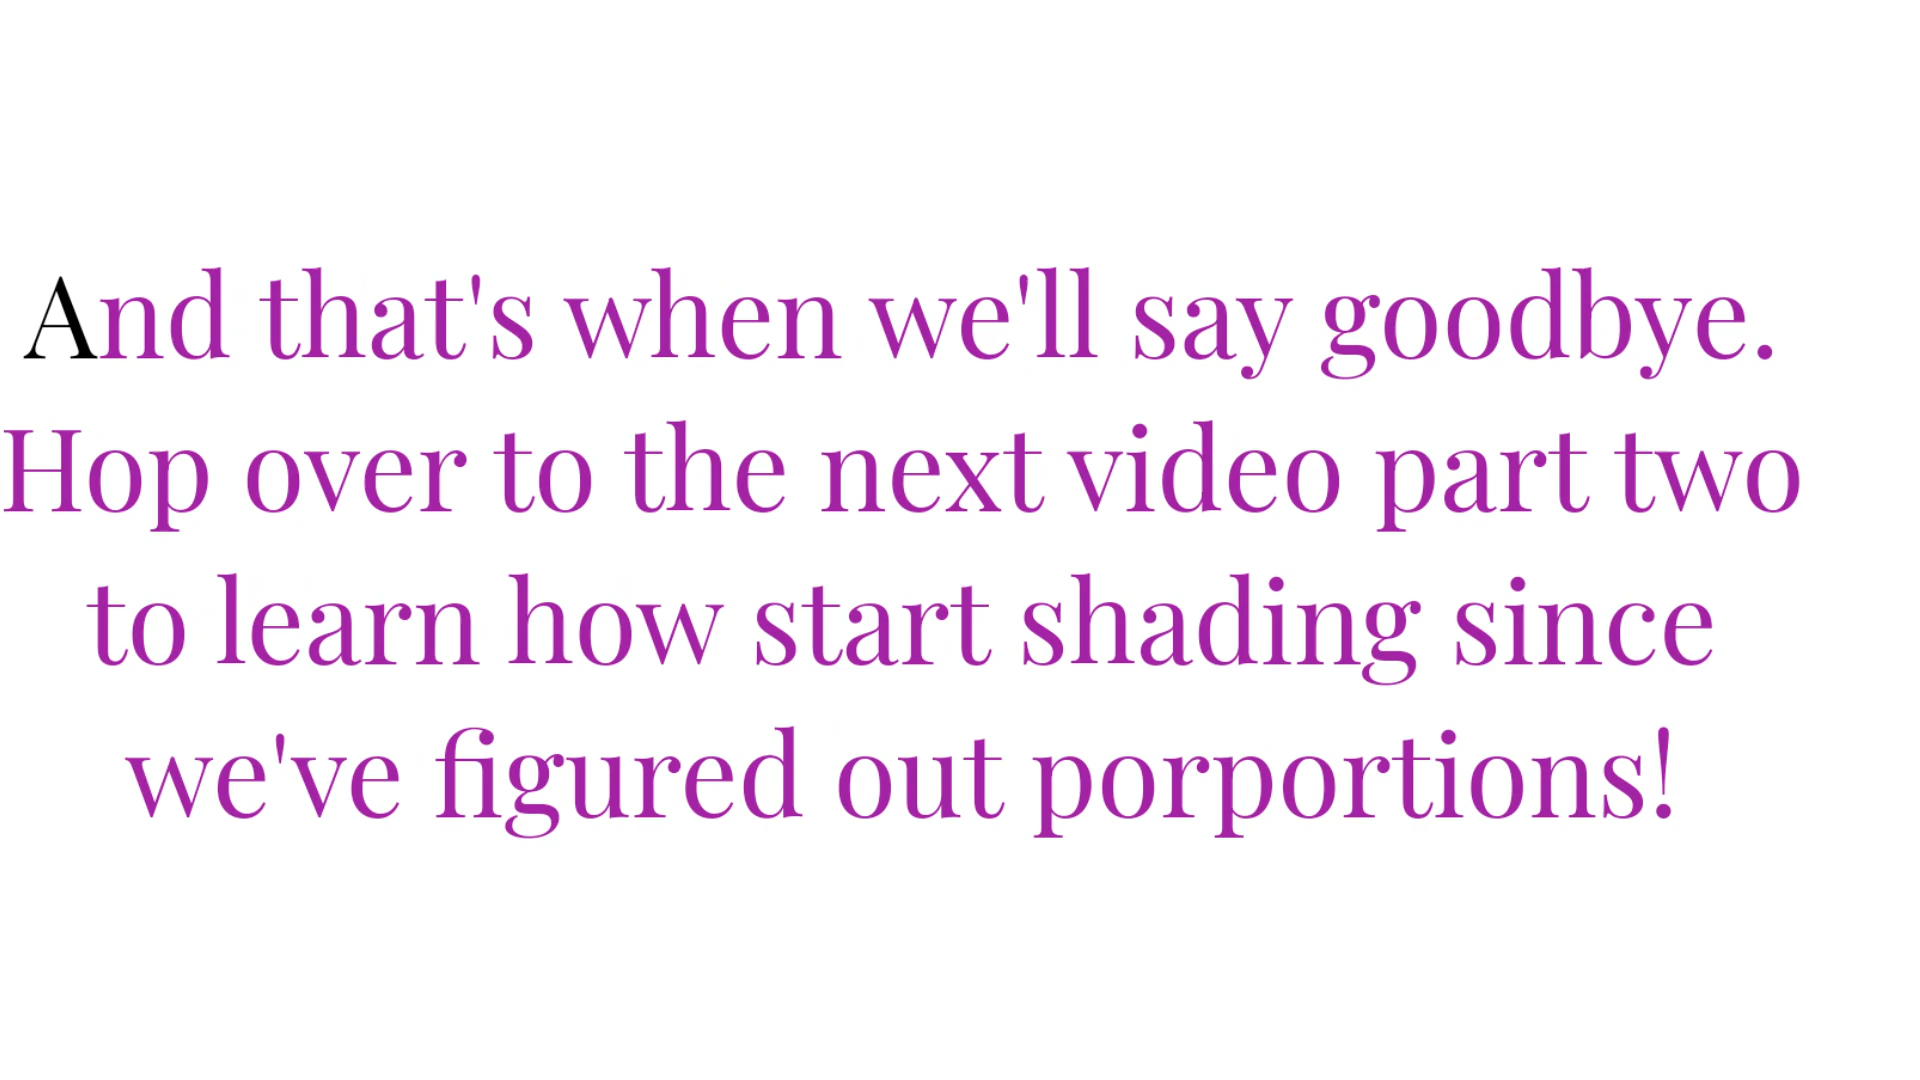 And that's when we'll say goodbye.
Hop over to the next video part two
to learn how start shading since
we've figured out porportions!